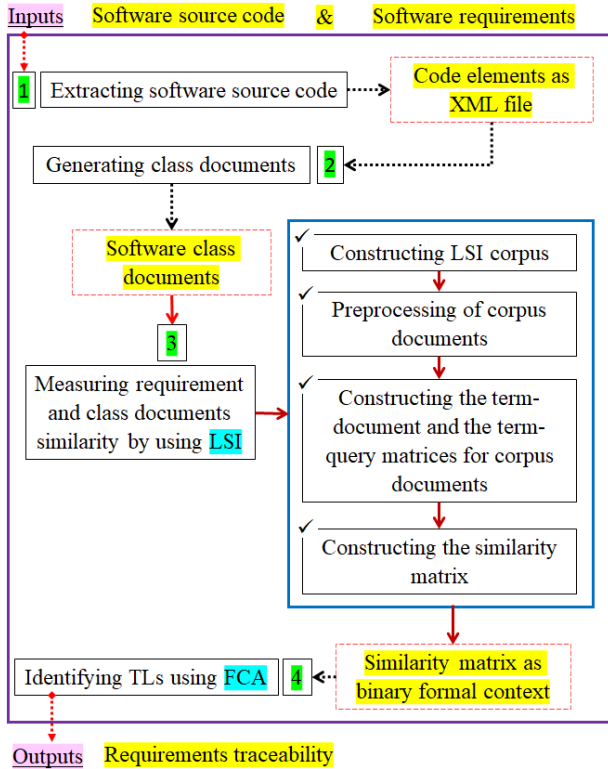 Inputs Software source code & Software requirements
1 Extracting software source code
Code elements as
XML file
Generating class documents 2
Software class
documents
3
Measuring requirement
and class documents
similarity by using LSI
✓ Constructing LSI corpus
✓ Preprocessing of corpus
documents
✓ Constructing the term-
document and the term-
query matrices for corpus
documents
✓ Constructing the similarity
matrix
Similarity matrix as
binary formal context
Identifying TLs using FCA 4
Outputs Requirements traceability